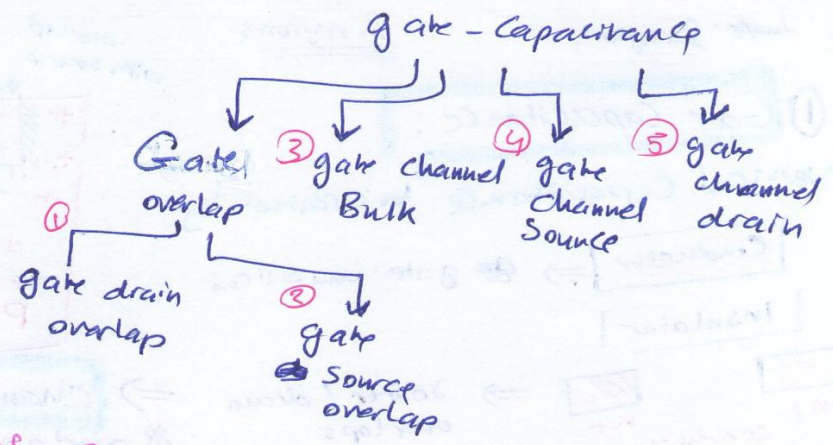 gate - Capacitance
Gate
overlap
③ gate channel
Bulk
④ gate
channel
Source
⑤ gate
channel
drain
①
gate drain
overlap
②
gate
Source
overlap